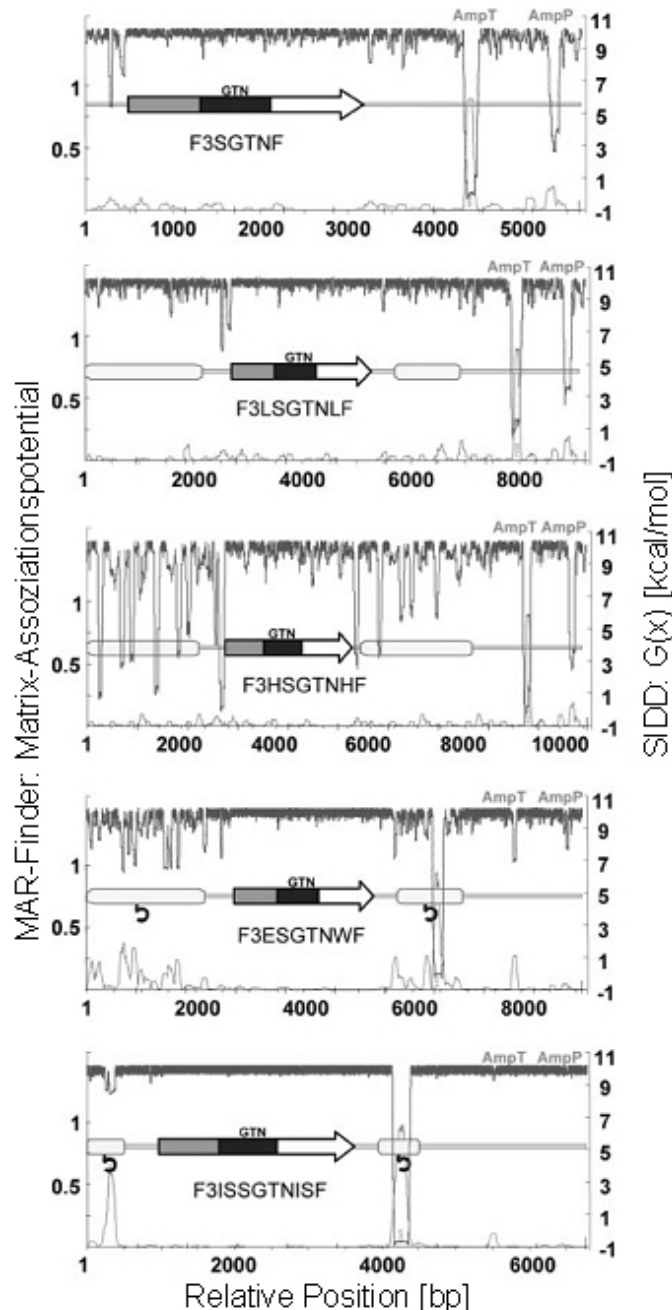 AmpT AmpP
11
10
9
7
5
3
1
-1
1
0.5
GTN
F3SGTNF
1 1000 2000 3000 4000 5000
AmpT AmpP
11
9
7
5
3
1
-1
1
0.5
GTN
F3LSGTNLF
1 2000 4000 6000 8000
AmpT AmpP
11
9
7
5
3
1
-1
1
0.5
GTN
F3HSGTNHF
1 2000 4000 6000 8000 10000
AmpT AmpP
11
9
7
5
3
1
-1
1
0.5
GTN
F3ESGTNWF
1 2000 4000 6000 8000
AmpT AmpP
11
9
7
5
3
1
-1
1
0.5
GTN
F3ISSGTNISF
1 2000 4000 6000
MAR-Finder: Matrix-Assoziationspotential
SIDD: G(x) [kcal/mol]
Relative Position [bp]